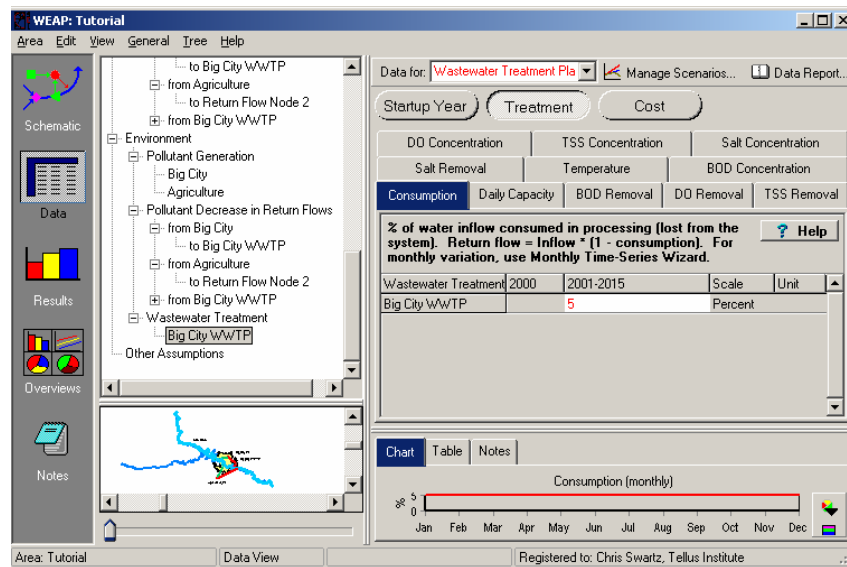 WEAP: Tutorial
Area Edit View General Tree Help
Schematic
Data
Results
Overviews
Notes
to Big City WWTP
from Agriculture
to Return Flow Node 2
from Big City WWTP
Environment
Pollutant Generation
Big City
Agriculture
Pollutant Decrease in Return Flows
from Big City
to Big City WWTP
from Agriculture
to Return Flow Node 2
from Big City WWTP
Wastewater Treatment
Big City WWTP
Other Assumptions
Data for: Wastewater Treatment Pla Manage Scenarios... Data Report...
Startup Year Treatment Cost
DO Concentration TSS Concentration Salt Concentration
Salt Removal Temperature BOD Concentration
Consumption Daily Capacity BOD Removal DO Removal TSS Removal
% of water inflow consumed in processing (lost from the
system). Return flow = Inflow * (1 - consumption). For
monthly variation, use Monthly Time-Series Wizard.
? Help
Wastewater Treatment 2000 2001-2015 Scale Unit
Big City WWTP 5 Percent
Chart Table Notes
Consumption (monthly)
%
5
0
Jan Feb Mar Apr May Jun Jul Aug Sep Oct Nov Dec
Area: Tutorial Data View Registered to: Chris Swartz, Tellus Institute